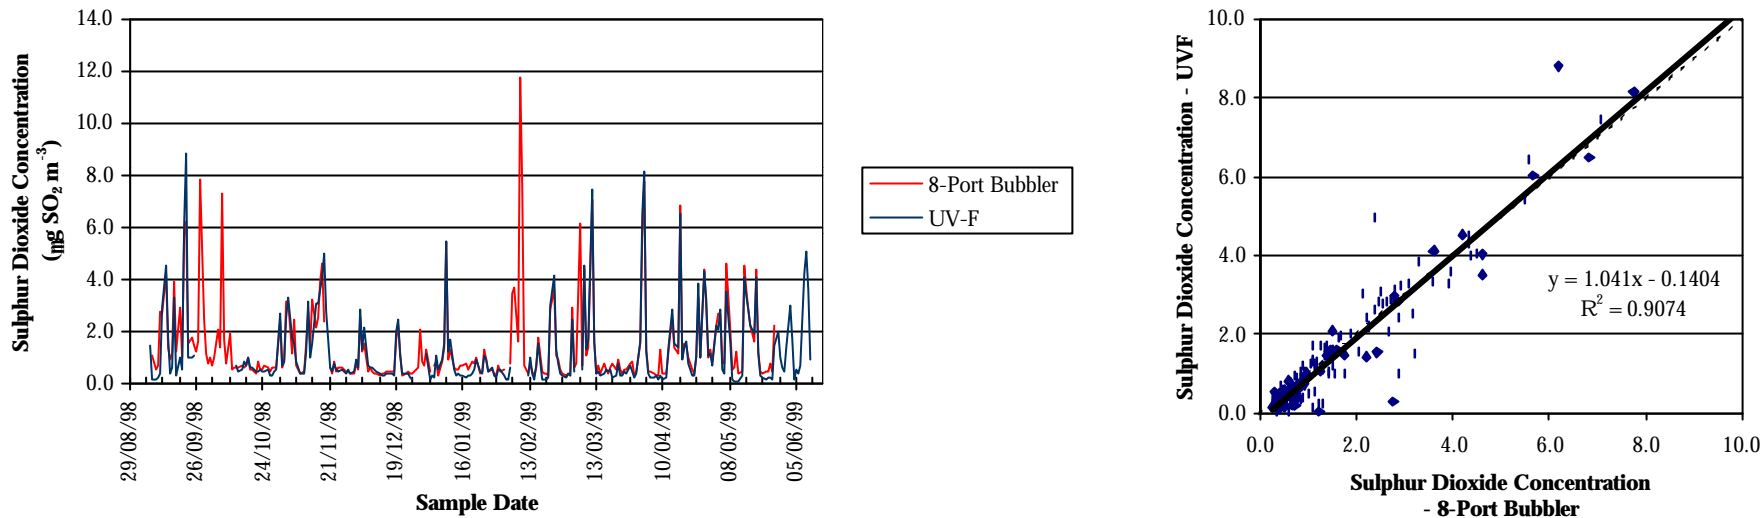 14.0
12.0
10.0
8.0
6.0
4.0
2.0
0.0
Sulphur Dioxide Concentration
(µg SO₂ m⁻³)
29/08/98
26/09/98
24/10/98
21/11/98
19/12/98
16/01/99
13/02/99
13/03/99
10/04/99
08/05/99
05/06/99
Sample Date
8-Port Bubbler
UV-F
10.0
8.0
6.0
4.0
2.0
0.0
Sulphur Dioxide Concentration - UVF
y = 1.041x - 0.1404
R² = 0.9074
0.0 2.0 4.0 6.0 8.0 10.0
Sulphur Dioxide Concentration
- 8-Port Bubbler